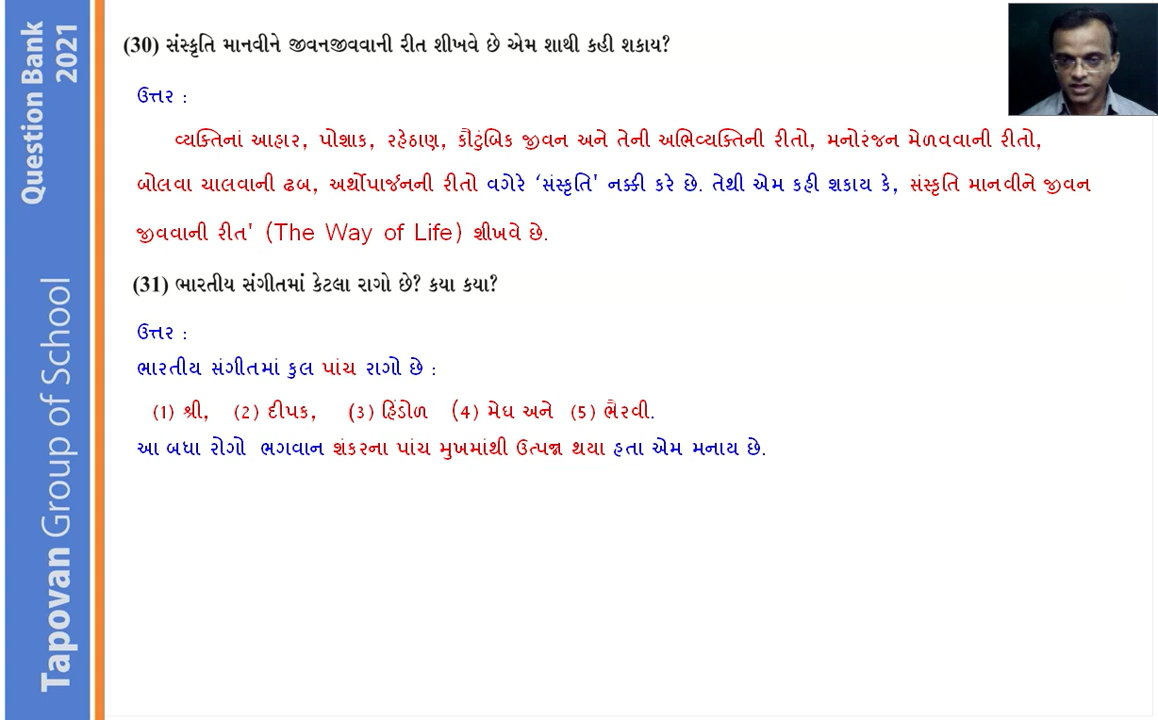 Question Bank
2021
Tapovan Group of School
(30) સંસ્કૃતિ માનવીને જીવનજીવવાની રીત શીખવે છે એમ શાથી કહી શકાય?
ઉત્તર :
વ્યક્તિનાં આહાર, પોશાક, રહેઠાણ, કૌટુંબિક જીવન અને તેની અભિવ્યક્તિની રીતો, મનોરંજન મેળવવાની રીતો,
બોલવા ચાલવાની ઢબ, અર્થોપાર્જનની રીતો વગેરે ‘સંસ્કૃતિ' નક્કી કરે છે. તેથી એમ કહી શકાય કે, સંસ્કૃતિ માનવીને જીવન
જીવવાની રીત' (The Way of Life) શીખવે છે.
(31) ભારતીય સંગીતમાં કેટલા રાગો છે? કયા કયા?
ઉત્તર :
ભારતીય સંગીતમાં કુલ પાંચ રાગો છે :
(1) શ્રી, (2) દીપક, (3) હિંડોળ (4) મેઘ અને (5) ભૈરવી.
આ બધા રોગો ભગવાન શંકરના પાંચ મુખમાંથી ઉત્પન્ન થયા હતા એમ મનાય છે.